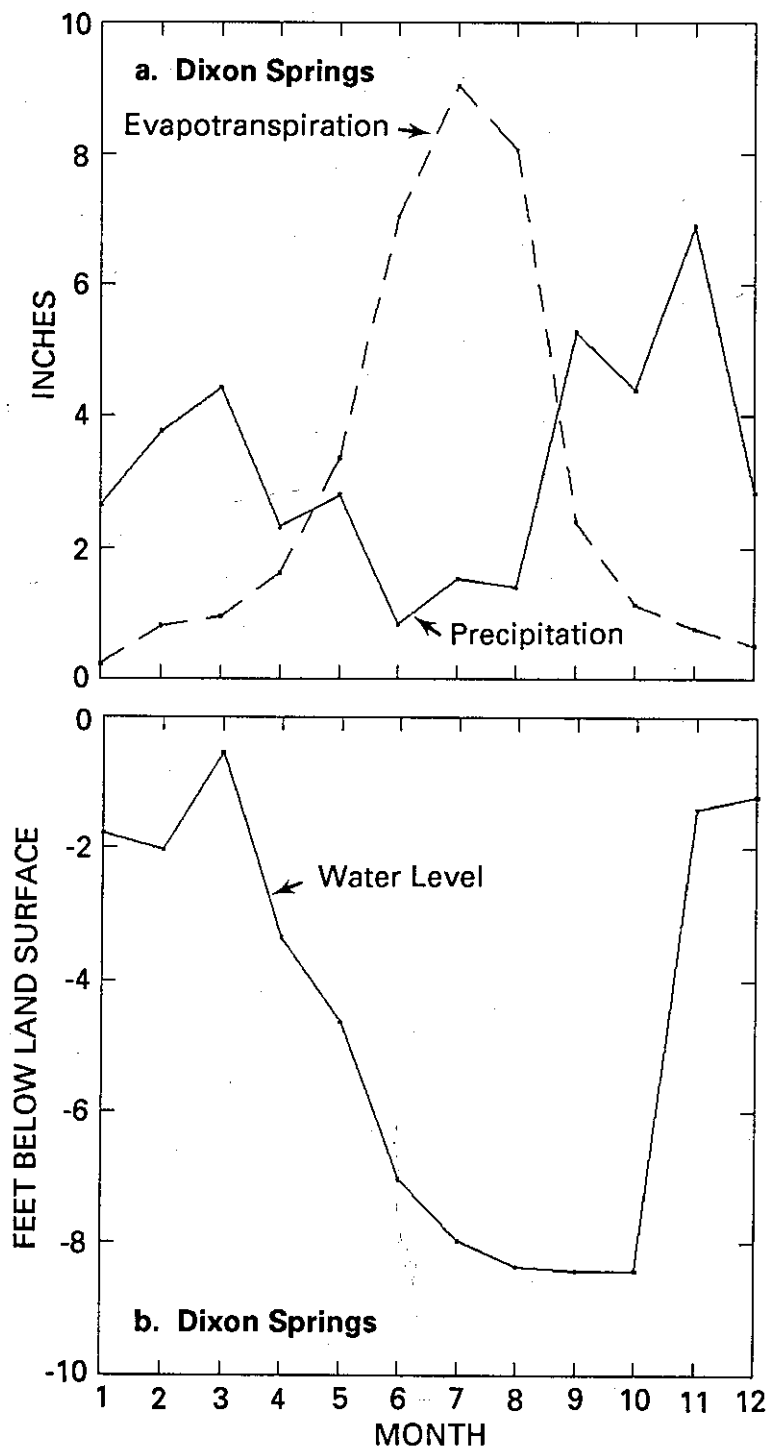 10
a. Dixon Springs
Evapotranspiration
8
6
INCHES
4
2
Precipitation
0
0
-2
Water Level
FEET BELOW LAND SURFACE
-4
-6
-8
b. Dixon Springs
-10
1 2 3 4 5 6 7 8 9 10 11 12
MONTH